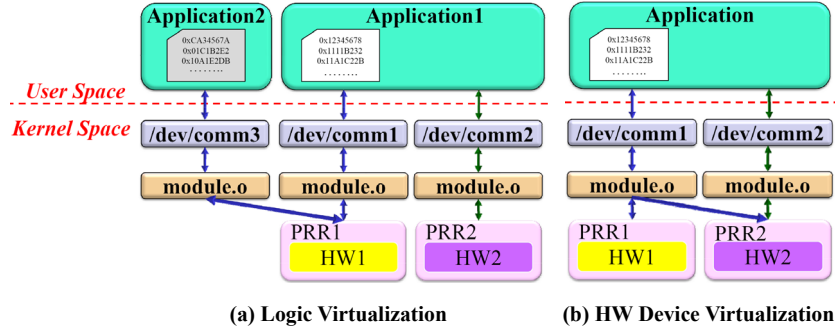 Application2
0xCA34567A
0x01C1B2E2
0x10A1E2DB
........
Application1
0x12345678
0x1111B232
0x11A1C22B
........
Application
0x12345678
0x1111B232
0x11A1C22B
........
User Space
Kernel Space
/dev/comm3
/dev/comm1
/dev/comm2
/dev/comm1
/dev/comm2
module.o
module.o
module.o
module.o
module.o
PRR1
HW1
PRR2
HW2
PRR1
HW1
PRR2
HW2
(a) Logic Virtualization
(b) HW Device Virtualization